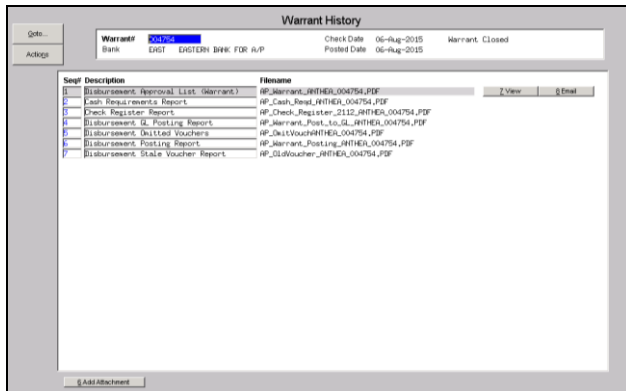 Warrant History
Goto...
Actions
Warrant# 004754 Check Date 06-Aug-2015 Warrant Closed
Bank EAST EASTERN BANK FOR A/P Posted Date 06-Aug-2015
Seq# Description Filename
1 Disbursement Approval List (Warrant) AP_Warrant_ANTHEA_004754.PDF 7 View 8 Email
2 Cash Requirements Report AP_Cash_Reqd_ANTHEA_004754.PDF
3 Check Register Report AP_Check_Register_2112_ANTHEA_004754.PDF
4 Disbursement GL Posting Report AP_Warrant_Post_to_GL_ANTHEA_004754.PDF
5 Disbursement Omitted Vouchers AP_OmitVouchANTHEA_004754.PDF
6 Disbursement Posting Report AP_Warrant_Posting_ANTHEA_004754.PDF
7 Disbursement Stale Voucher Report AP_OldVoucher_ANTHEA_004754.PDF
6 Add Attachment